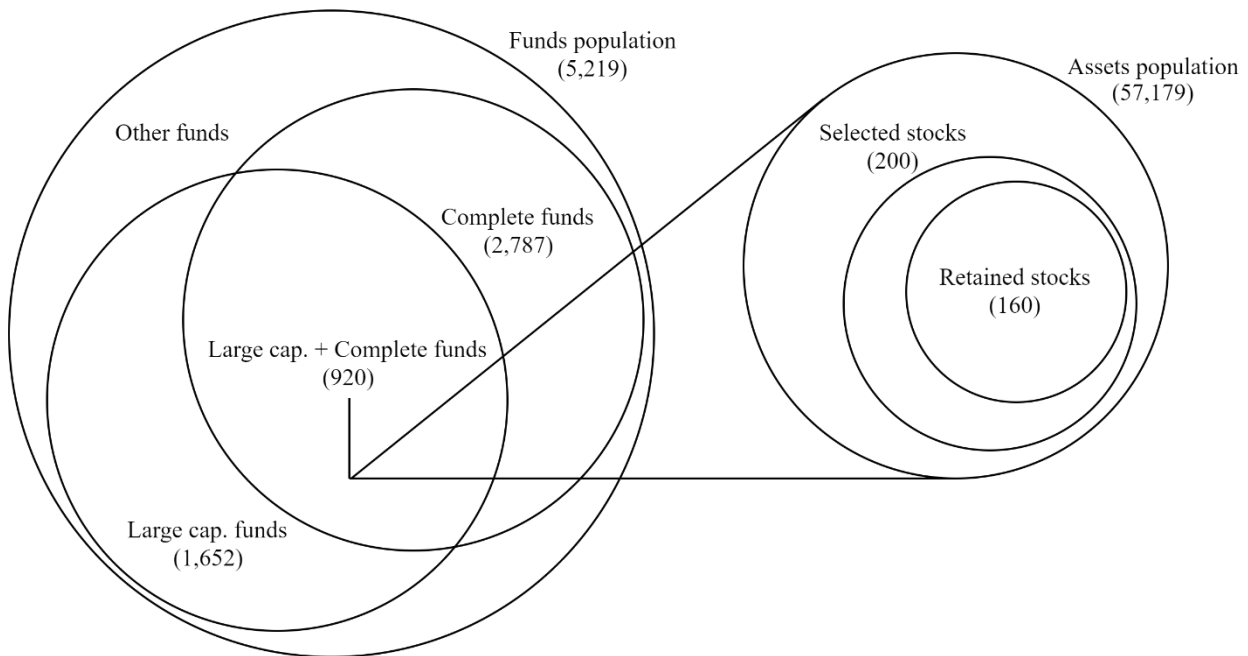 Funds population
(5,219)
Assets population
(57,179)
Other funds
Selected stocks
(200)
Complete funds
(2,787)
Retained stocks
(160)
Large cap. + Complete funds
(920)
Large cap. funds
(1,652)